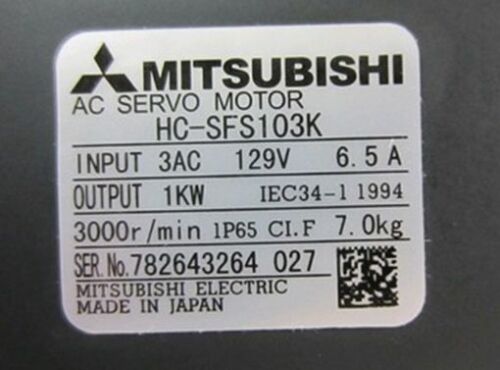 MITSUBISHI
AC SERVO MOTOR
HC-SFS103K
INPUT 3AC 129V 6.5A
OUTPUT 1KW IEC34-1 1994
3000r/min IP65 CI.F 7.0kg
SER.No.782643264 027
MITSUBISHI ELECTRIC
MADE IN JAPAN